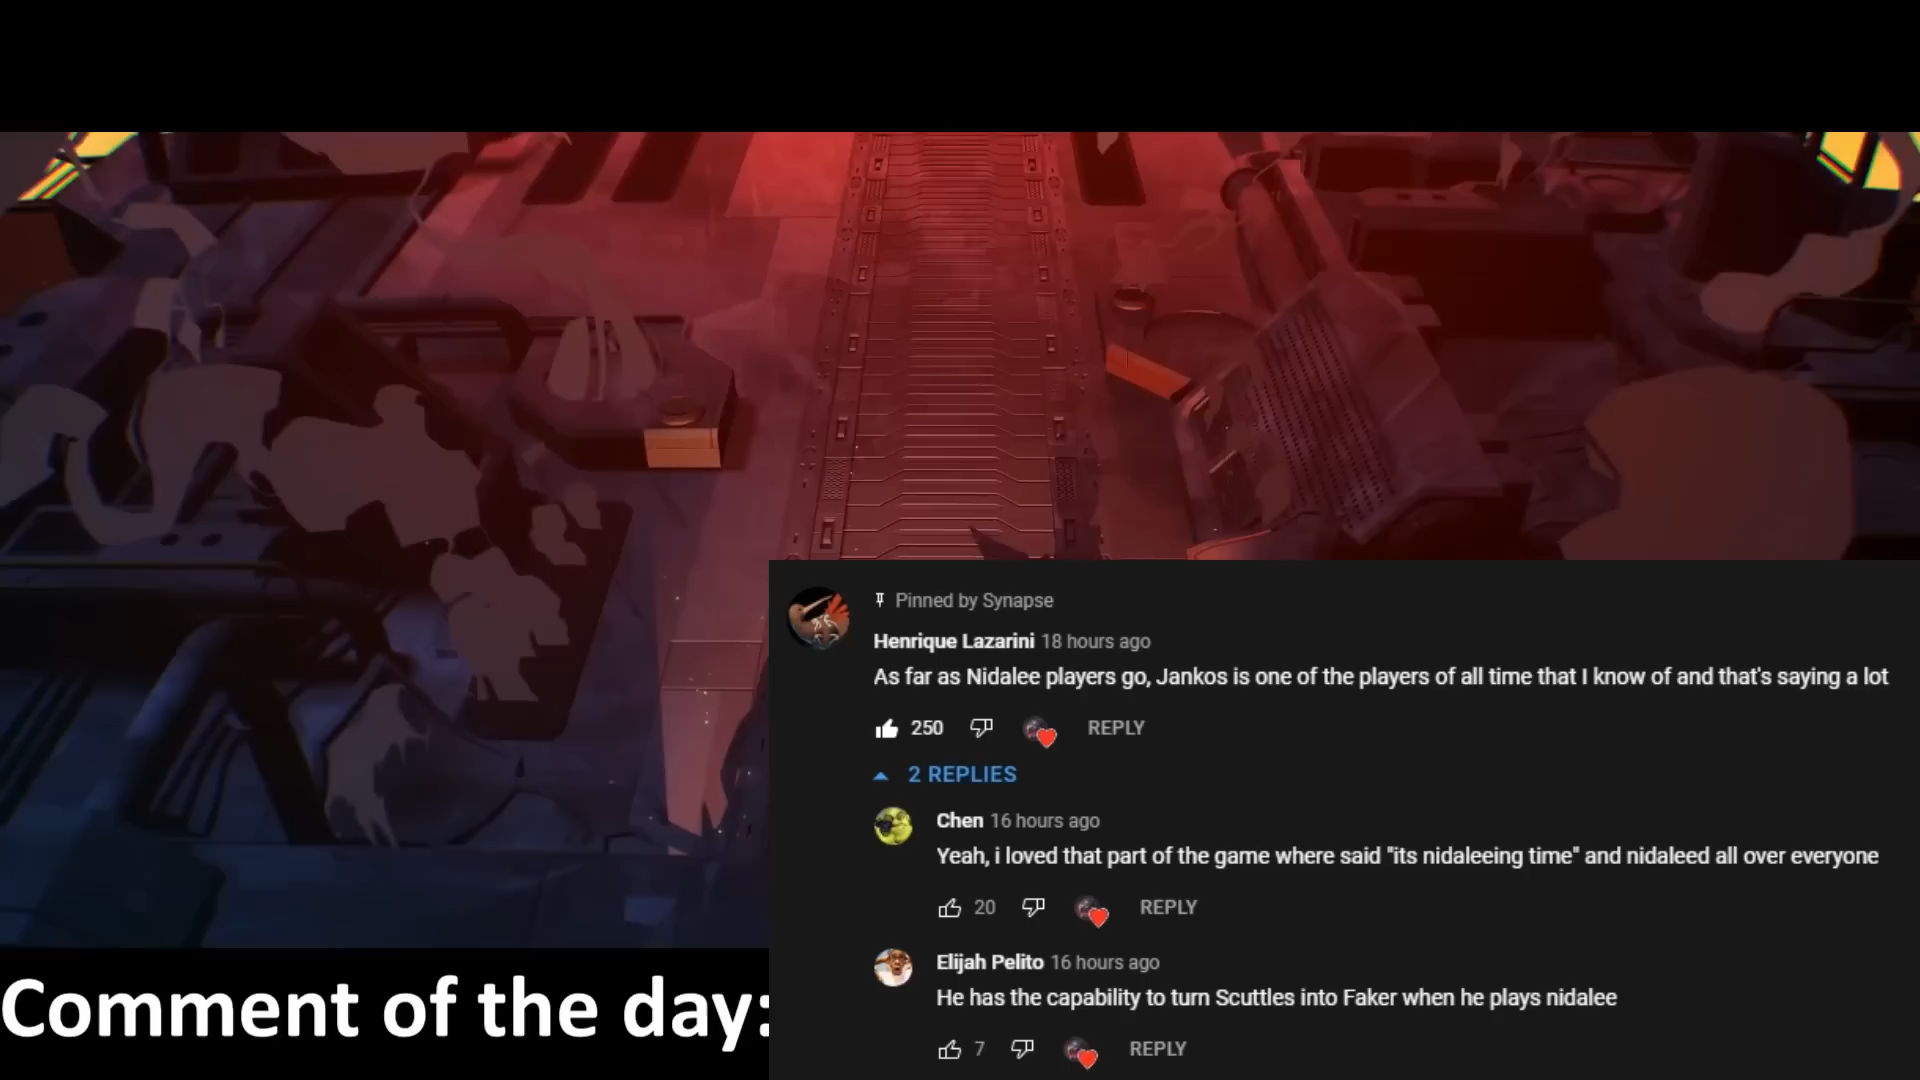 Pinned by Synapse
Henrique Lazarini 18 hours ago
As far as Nidalee players go, Jankos is one of the players of all time that I know of and that's saying a lot
250 REPLY
2 REPLIES
Chen 16 hours ago
Yeah, i loved that part of the game where said "its nidaleeing time" and nidaleed all over everyone
20 REPLY
Elijah Pelito 16 hours ago
He has the capability to turn Scuttles into Faker when he plays nidalee
7 REPLY
Comment of the day: